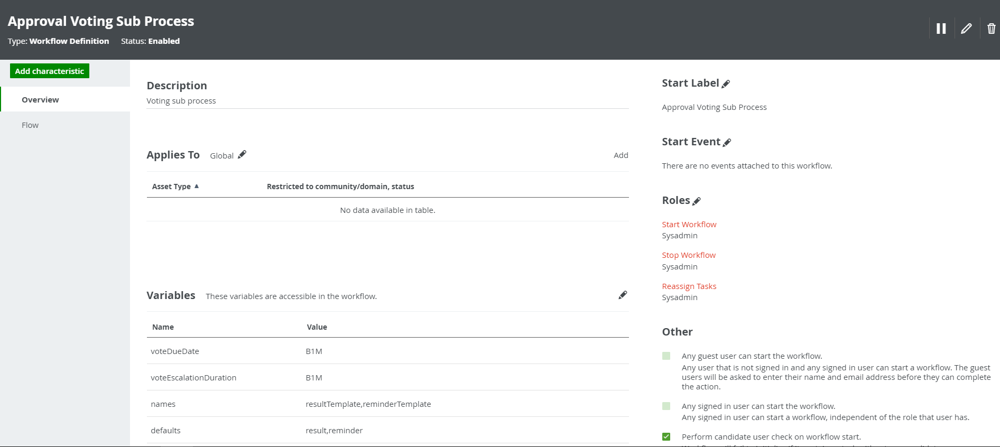 Approval Voting Sub Process
Type: Workflow Definition Status: Enabled
Add characteristic
Overview
Flow
Description
Voting sub process
Applies To Global
Add
Asset Type ▲ Restricted to community/domain, status
No data available in table.
Variables These variables are accessible in the workflow.
Name Value
voteDueDate B1M
voteEscalationDuration B1M
names resultTemplate,reminderTemplate
defaults result,reminder
Start Label
Approval Voting Sub Process
Start Event
There are no events attached to this workflow.
Roles
Start Workflow
Sysadmin
Stop Workflow
Sysadmin
Reassign Tasks
Sysadmin
Other
Any guest user can start the workflow.
Any user that is not signed in and any signed in user can start a workflow. The guest
users will be asked to enter their name and email address before they can complete
the action.
Any signed in user can start the workflow.
Any signed in user can start a workflow, independent of the role that user has.
Perform candidate user check on workflow start.